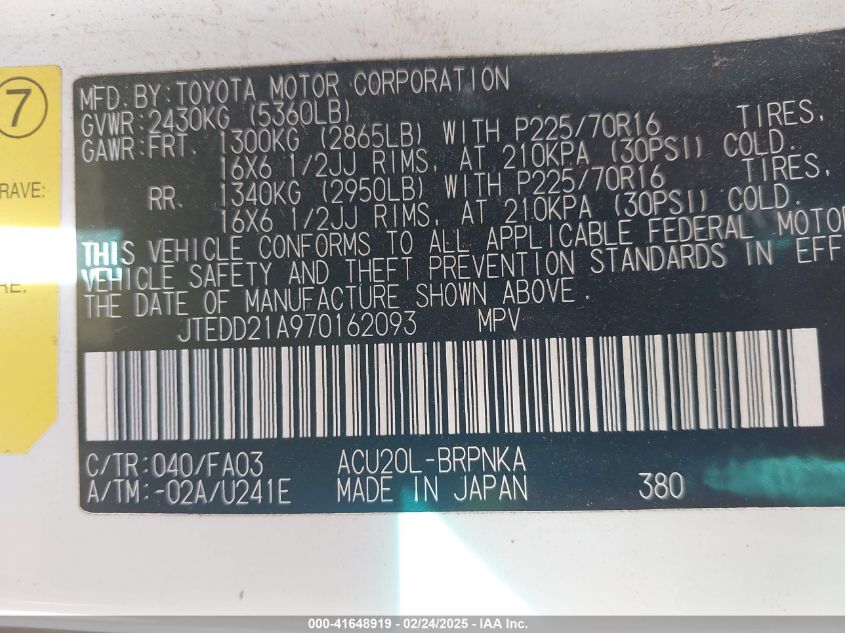 7
RAVE:
RE:
MFD. BY: TOYOTA MOTOR CORPORATION
GVWR: 2430KG (5360LB)
GAWR: FRT. 1300KG (2865LB) WITH P225/70R16 TIRES,
16X6 1/2JJ RIMS, AT 210KPA (30PSI) COLD.
RR. 1340KG (2950LB) WITH P225/70R16 TIRES,
16X6 1/2JJ RIMS, AT 210KPA (30PSI) COLD.
THIS VEHICLE CONFORMS TO ALL APPLICABLE FEDERAL MOTOR
VEHICLE SAFETY AND THEFT PREVENTION STANDARDS IN EFF
THE DATE OF MANUFACTURE SHOWN ABOVE.
JTEDD21A970162093 MPV
C/TR: 040/FA03 ACU20L-BRPNKA
A/TM: -02A/U241E MADE IN JAPAN 380
000-41648919 - 02/24/2025 - IAA Inc.